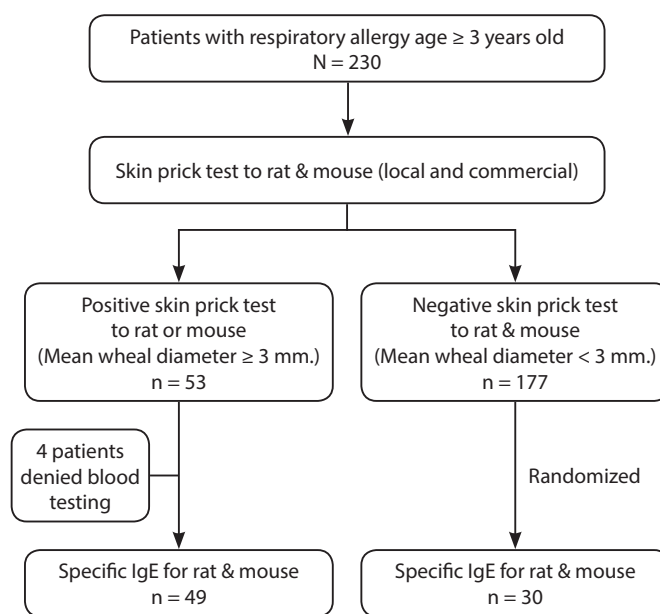 Patients with respiratory allergy age ≥ 3 years old
N = 230
Skin prick test to rat & mouse (local and commercial)
Positive skin prick test
to rat or mouse
(Mean wheal diameter ≥ 3 mm.)
n = 53
Negative skin prick test
to rat & mouse
(Mean wheal diameter < 3 mm.)
n = 177
4 patients
denied blood
testing
Randomized
Specific IgE for rat & mouse
n = 49
Specific IgE for rat & mouse
n = 30